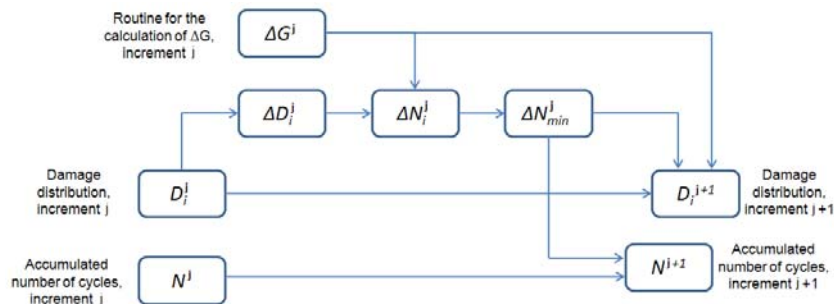 Routine for the
calculation of ΔG,
increment j
ΔG^j
ΔD_i^j
ΔN_i^j
ΔN_min^j
Damage
distribution,
increment j
D_i^j
D_i^j+1
Damage
distribution,
increment j+1
Accumulated
number of cycles,
increment j
N^j
N^j+1
Accumulated
number of cycles,
increment j+1